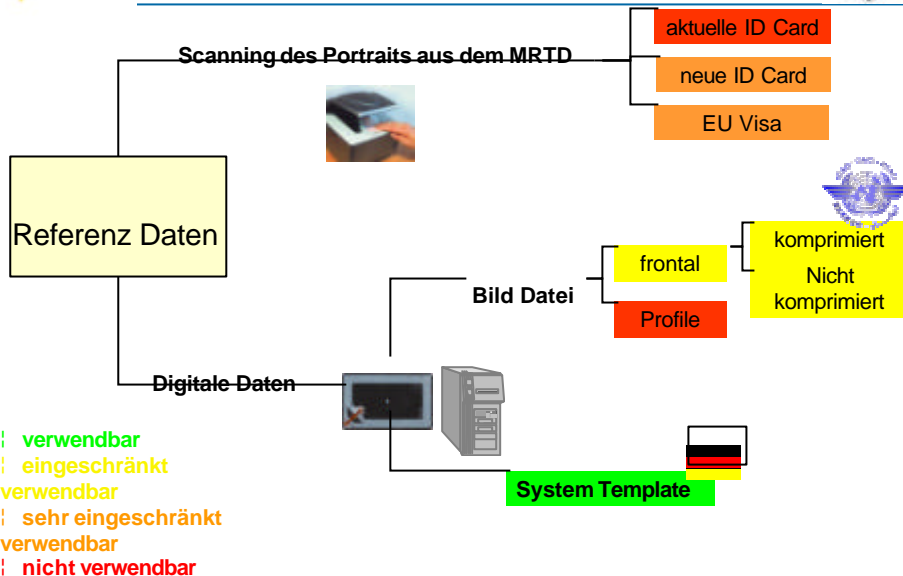 aktuelle ID Card
Scanning des Portraits aus dem MRTD
neue ID Card
EU Visa
Referenz Daten
komprimiert
frontal
Nicht
komprimiert
Bild Datei
Profile
Digitale Daten
verwendbar
eingeschränkt
verwendbar
System Template
sehr eingeschränkt
verwendbar
nicht verwendbar